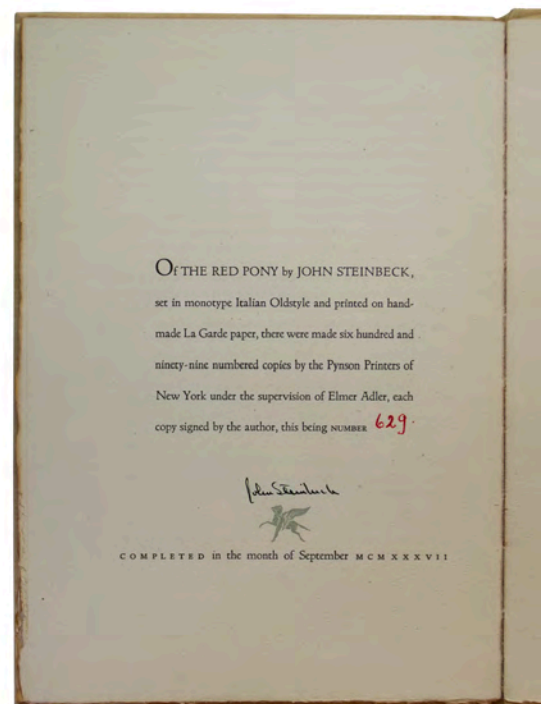 Of THE RED PONY by JOHN STEINBECK,
set in monotype Italian Oldstyle and printed on hand-
made La Garde paper, there were made six hundred and
ninety-nine numbered copies by the Pynson Printers of
New York under the supervision of Elmer Adler, each
copy signed by the author, this being NUMBER 629.
John Steinbeck
COMPLETED in the month of September MCMXXXVII